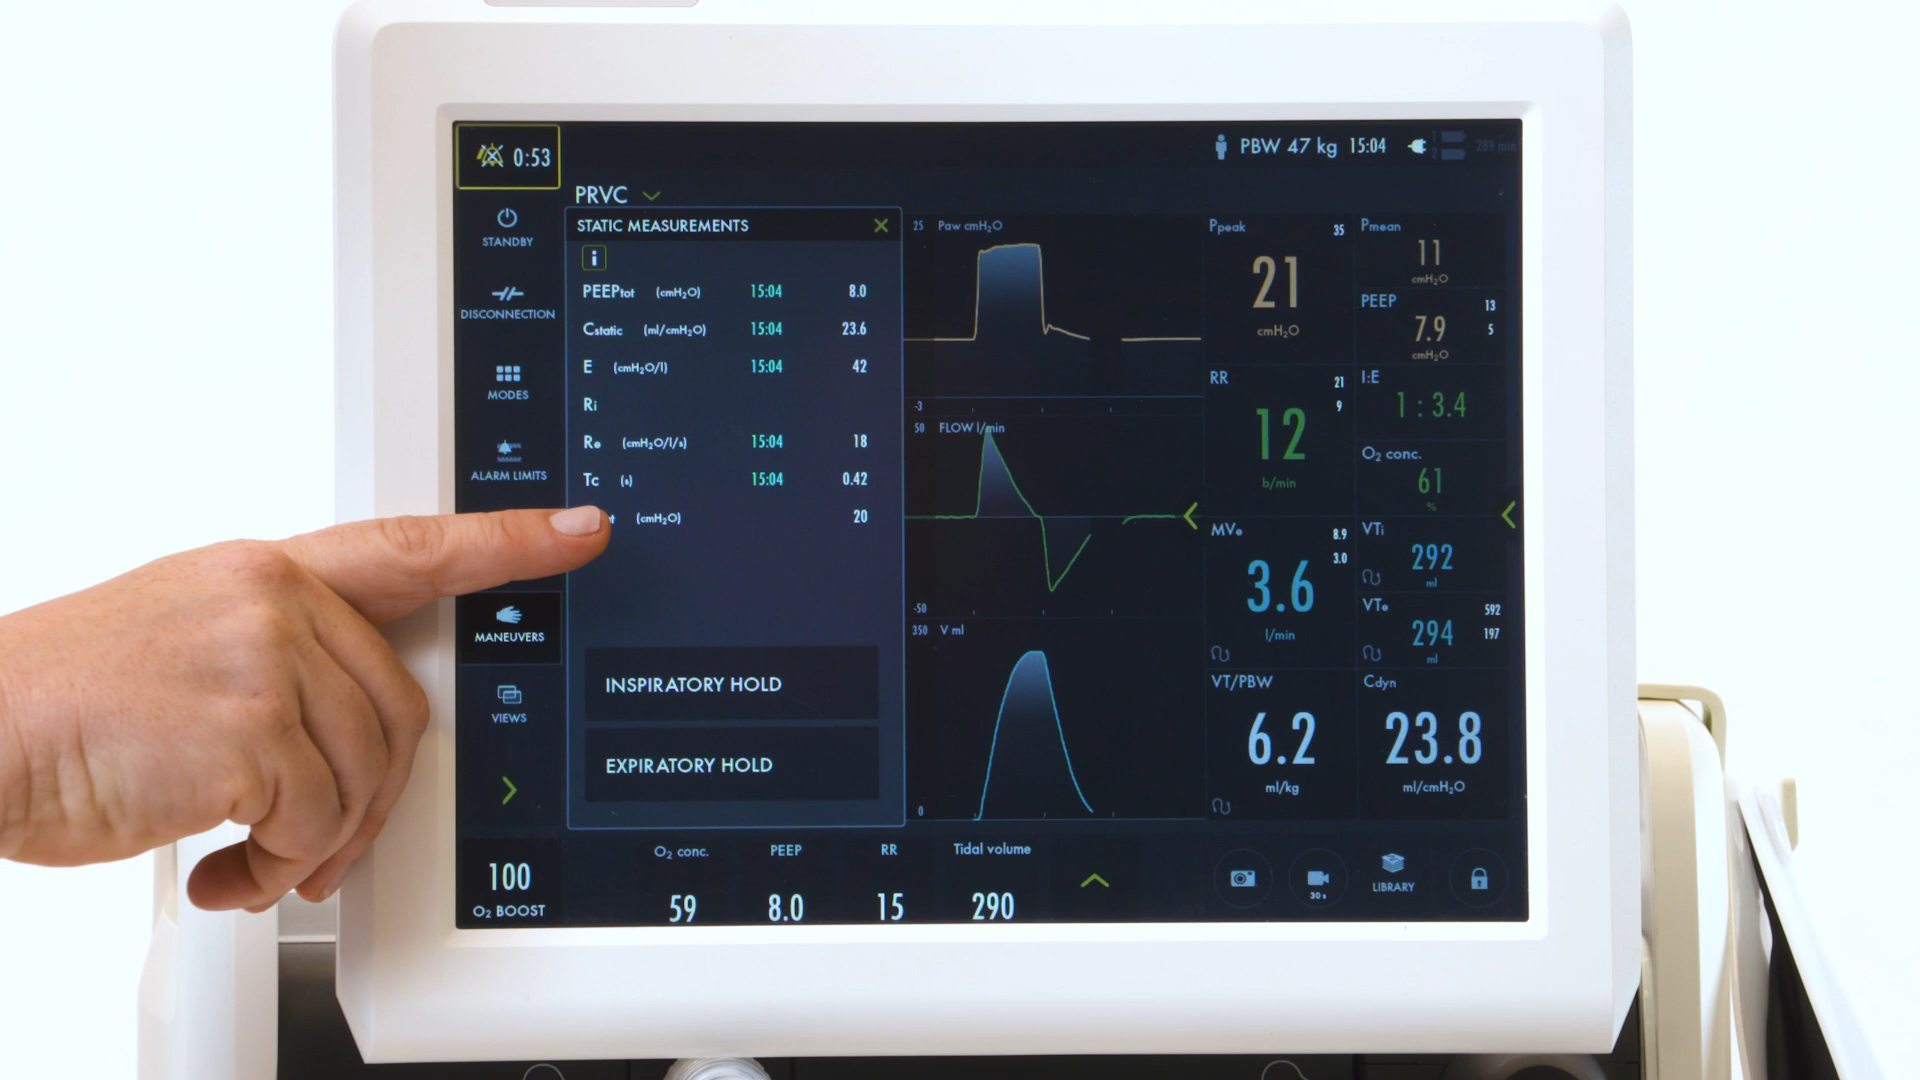 0:53
PBW 47 kg 15:04
1
2
289 min
PRVC
STANDBY
DISCONNECTION
MODES
ALARM LIMITS
MANEUVERS
VIEWS
STATIC MEASUREMENTS
i
PEEPtot (cmH₂O) 15:04 8.0
Cstatic (ml/cmH₂O) 15:04 23.6
E (cmH₂O/l) 15:04 42
Ri
Re (cmH₂O/l/s) 15:04 18
Tc (s) 15:04 0.42
(cmH₂O) 20
INSPIRATORY HOLD
EXPIRATORY HOLD
25 Paw cmH₂O
-3
50 FLOW l/min
-50
350 V ml
0
Ppeak 35
21
cmH₂O
Pmean
11
cmH₂O
PEEP 13
7.9 5
cmH₂O
RR 21
9
12
b/min
I:E
1 : 3.4
O₂ conc.
61
%
MVe 8.9
3.0
3.6
l/min
VTi
292
ml
VTe 592
294 197
ml
VT/PBW
6.2
ml/kg
Cdyn
23.8
ml/cmH₂O
100
O₂ BOOST
O₂ conc. PEEP RR Tidal volume
59 8.0 15 290
30 s
LIBRARY